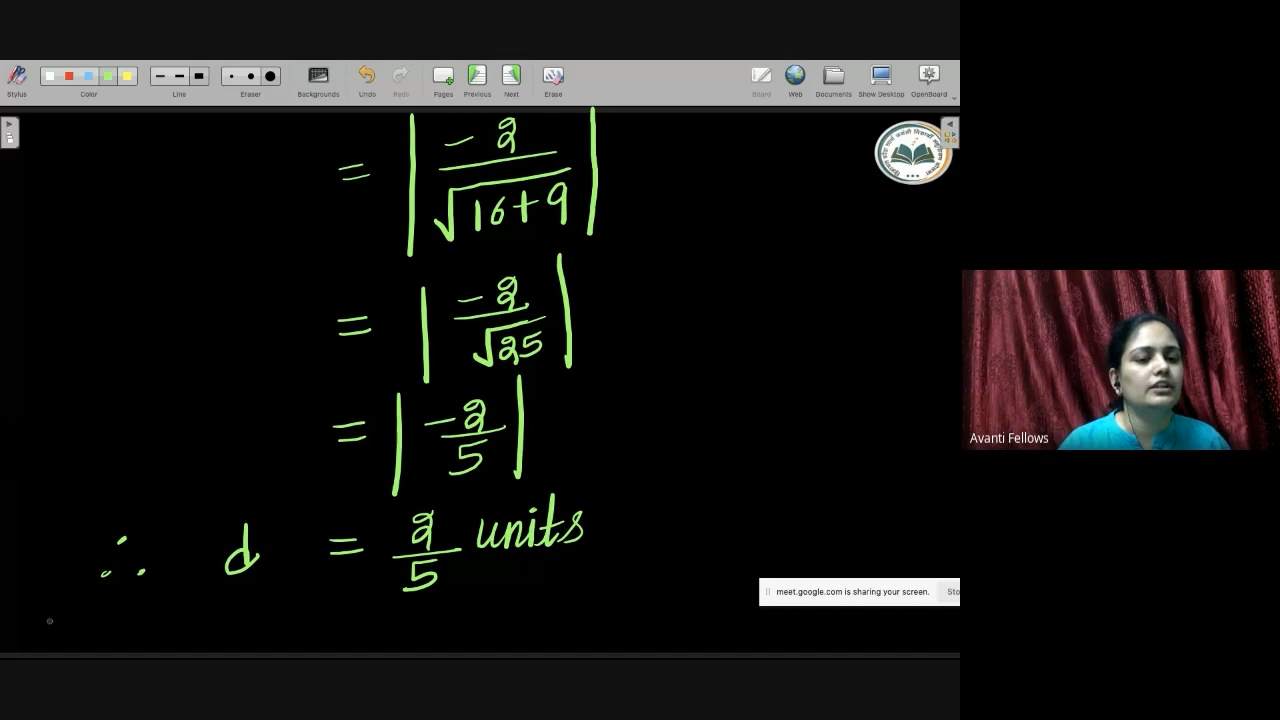 Stylus Color Line Eraser Backgrounds Undo Redo Pages Previous Next Erase Board Web Documents Show Desktop OpenBoard
= | -2 / √16+9 |
= | -2 / √25 |
= | -2 / 5 |
∴ d = 2/5 units
Avanti Fellows
meet.google.com is sharing your screen. Sto